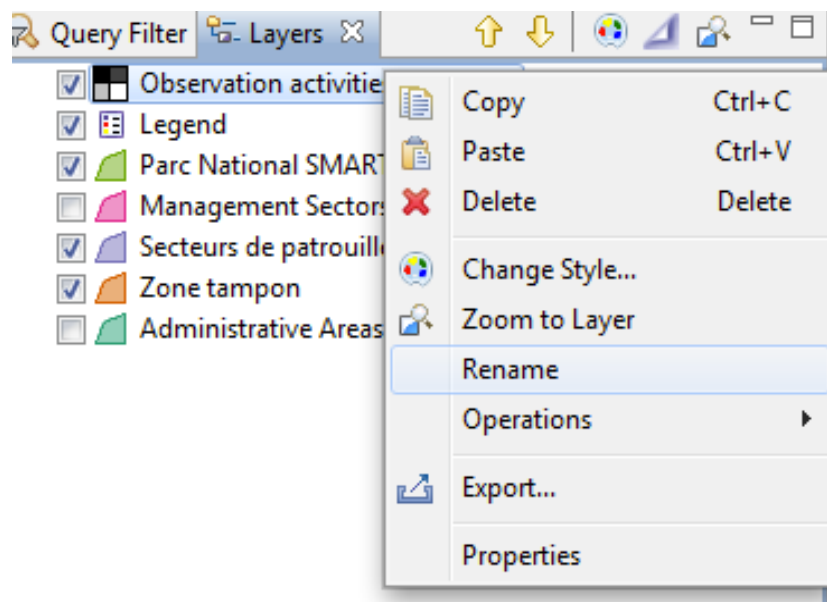 Query Filter Layers
Observation activitie
Legend
Parc National SMART
Management Sectors
Secteurs de patrouill
Zone tampon
Administrative Areas
Copy Ctrl+C
Paste Ctrl+V
Delete Delete
Change Style...
Zoom to Layer
Rename
Operations
Export...
Properties